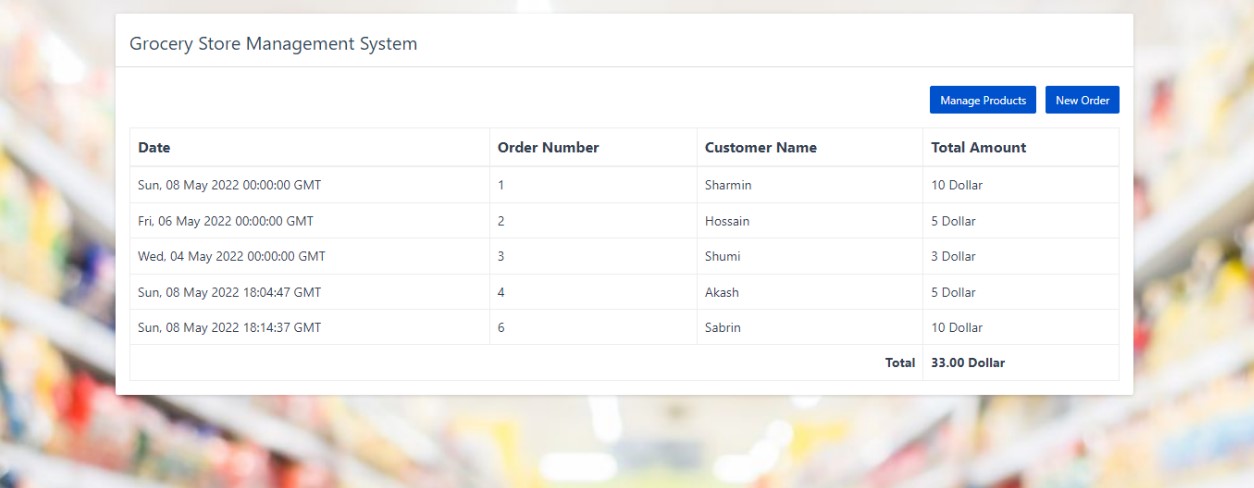 Grocery Store Management System
Manage Products New Order
Date Order Number Customer Name Total Amount
Sun, 08 May 2022 00:00:00 GMT 1 Sharmin 10 Dollar
Fri, 06 May 2022 00:00:00 GMT 2 Hossain 5 Dollar
Wed, 04 May 2022 00:00:00 GMT 3 Shumi 3 Dollar
Sun, 08 May 2022 18:04:47 GMT 4 Akash 5 Dollar
Sun, 08 May 2022 18:14:37 GMT 6 Sabrin 10 Dollar
Total 33.00 Dollar